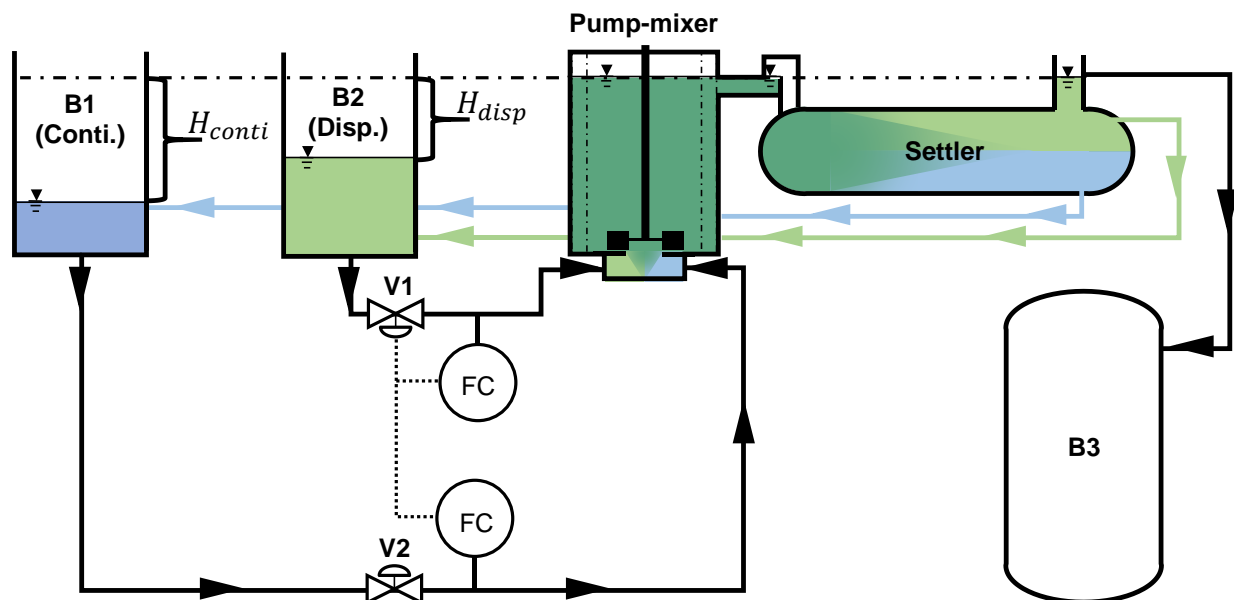 Pump-mixer
B1
(Conti.)
H_conti
B2
(Disp.)
H_disp
Settler
V1
FC
B3
FC
V2